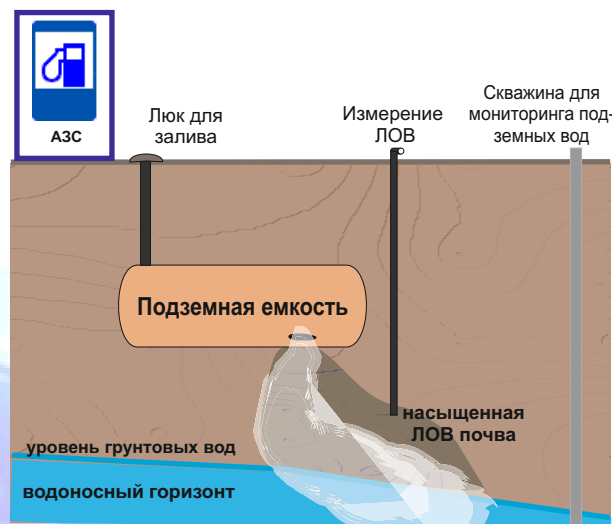 АЗС
Люк для
залива
Измерение
ЛОВ
Скважина для
мониторинга под-
земных вод
Подземная емкость
насыщенная
ЛОВ почва
уровень грунтовых вод
водоносный горизонт